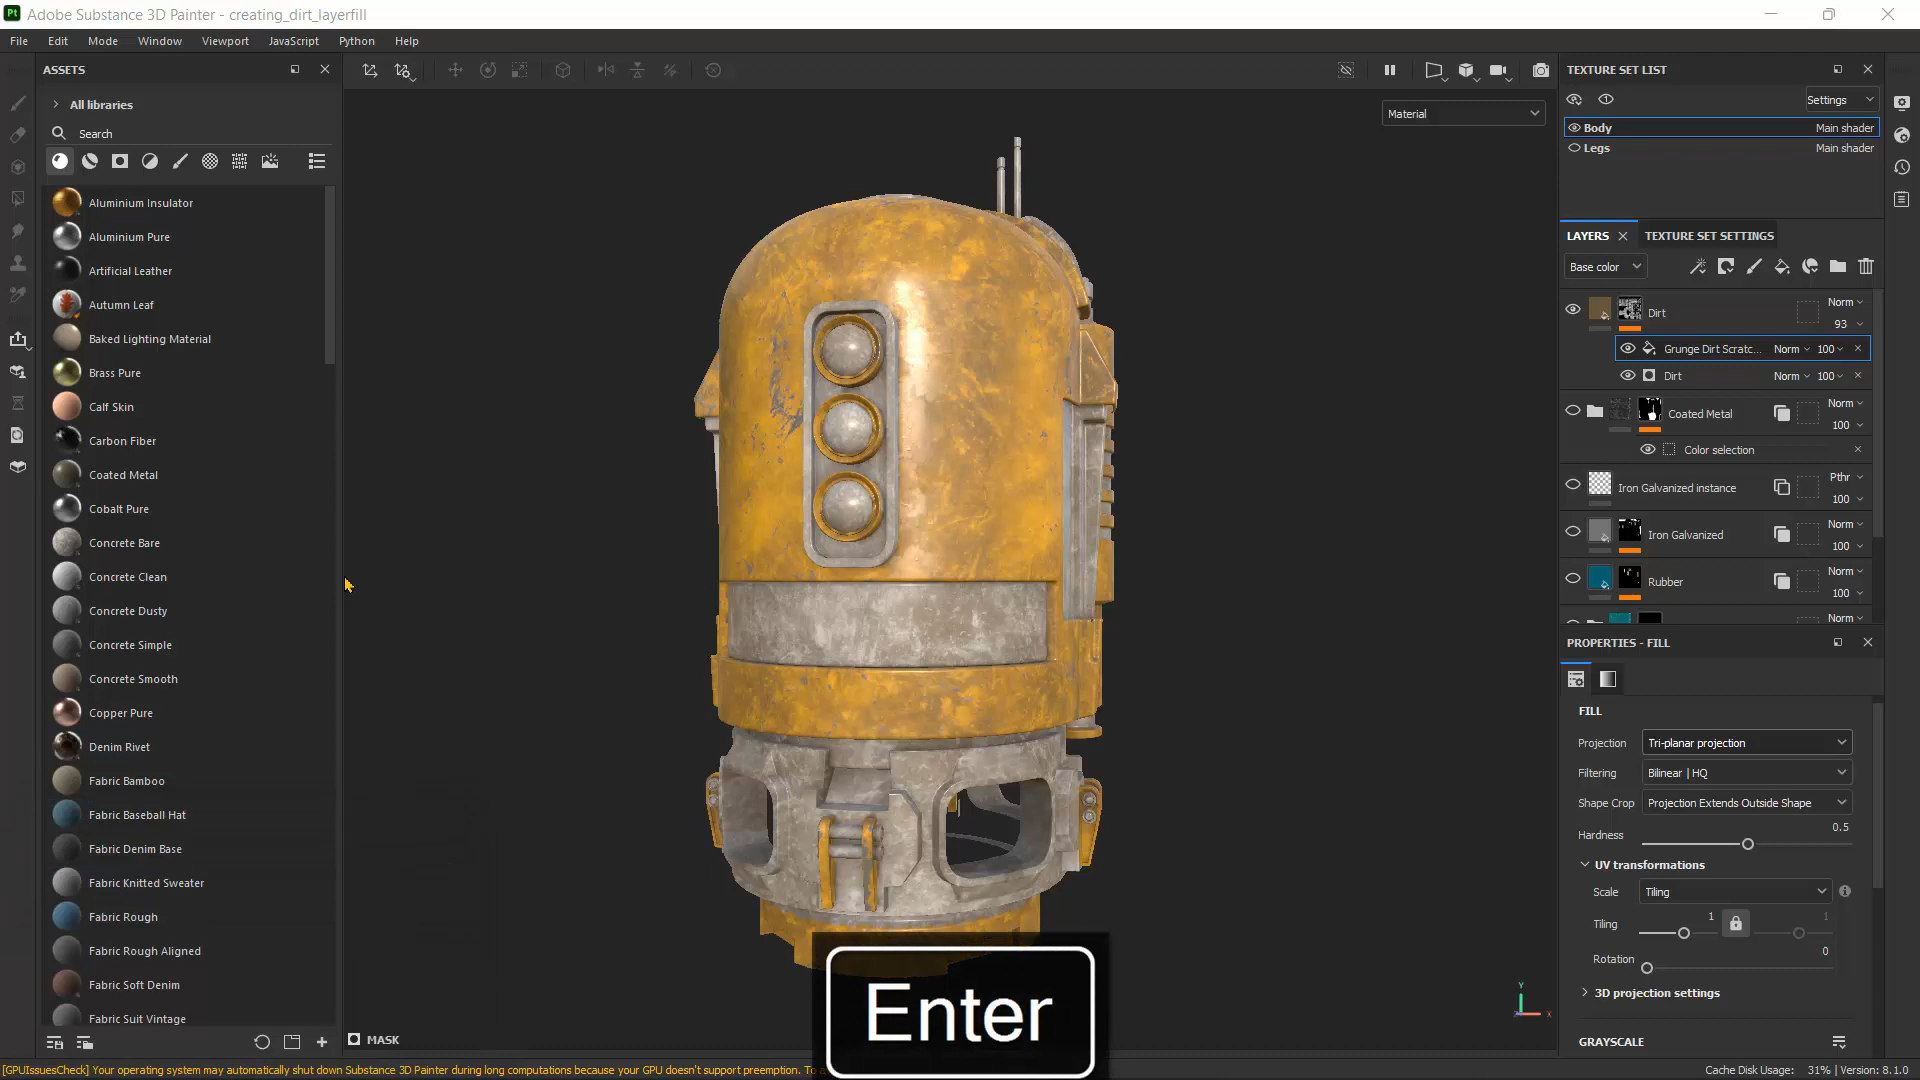 Pt Adobe Substance 3D Painter - creating_dirt_layerfill
File Edit Mode Window Viewport JavaScript Python Help
ASSETS
All libraries
Search
Aluminium Insulator
Aluminium Pure
Artificial Leather
Autumn Leaf
Baked Lighting Material
Brass Pure
Calf Skin
Carbon Fiber
Coated Metal
Cobalt Pure
Concrete Bare
Concrete Clean
Concrete Dusty
Concrete Simple
Concrete Smooth
Copper Pure
Denim Rivet
Fabric Bamboo
Fabric Baseball Hat
Fabric Denim Base
Fabric Knitted Sweater
Fabric Rough
Fabric Rough Aligned
Fabric Soft Denim
Fabric Suit Vintage
Material
MASK
Enter
Y
X
TEXTURE SET LIST
Settings
Body Main shader
Legs Main shader
LAYERS TEXTURE SET SETTINGS
Base color
Dirt Norm
93
Grunge Dirt Scratc... Norm 100
Dirt Norm 100
Coated Metal Norm
100
Color selection
Iron Galvanized instance Pthr
100
Iron Galvanized Norm
100
Rubber Norm
100
Norm
PROPERTIES - FILL
FILL
Projection Tri-planar projection
Filtering Bilinear | HQ
Shape Crop Projection Extends Outside Shape
Hardness 0.5
UV transformations
Scale Tiling
Tiling 1 1
Rotation 0
3D projection settings
GRAYSCALE
[GPUIssuesCheck] Your operating system may automatically shut down Substance 3D Painter during long computations because your GPU doesn't support preemption. To a
Cache Disk Usage: 31% | Version: 8.1.0